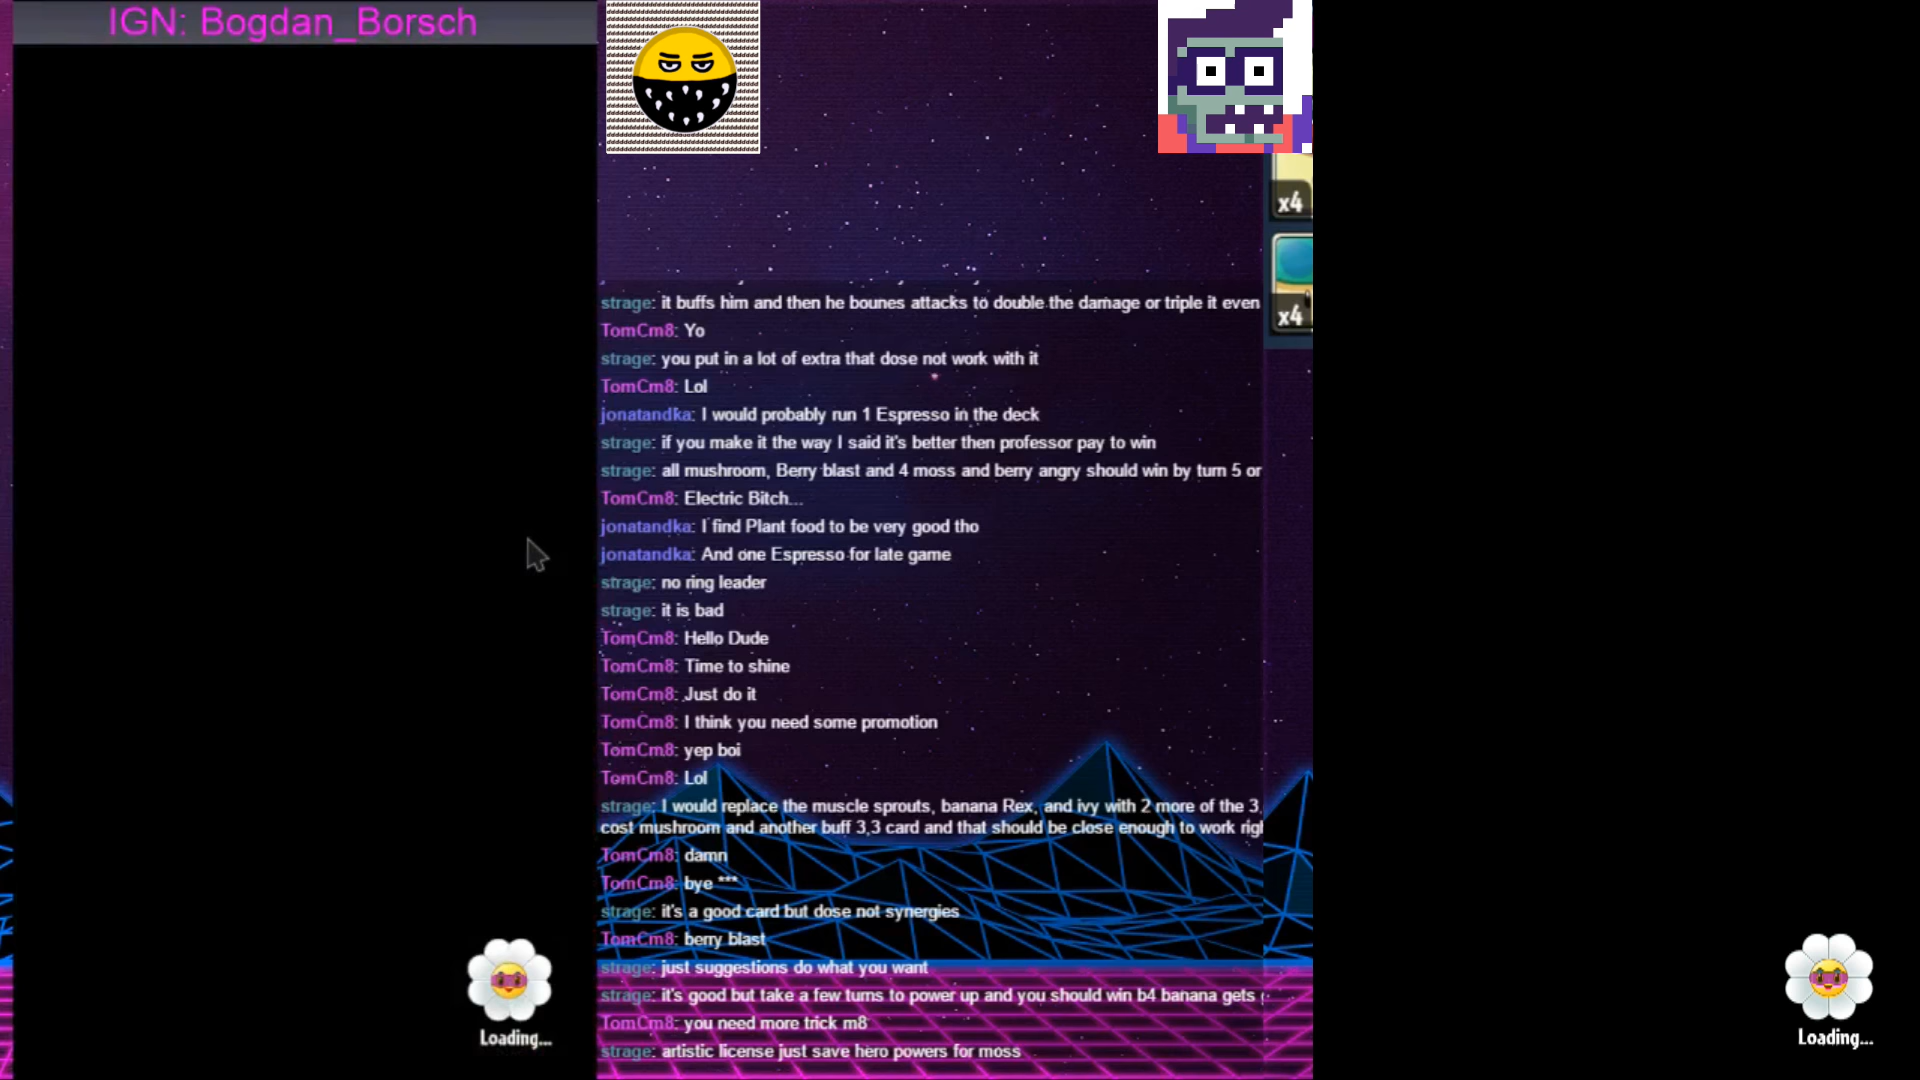 IGN: Bogdan_Borsch
x4
x4
strage: it buffs him and then he bounes attacks to double the damage or triple it even
TomCm8: Yo
strage: you put in a lot of extra that dose not work with it
TomCm8: Lol
jonatandka: I would probably run 1 Espresso in the deck
strage: if you make it the way I said it's better then professor pay to win
strage: all mushroom, Berry blast and 4 moss and berry angry should win by turn 5 or
TomCm8: Electric Bitch...
jonatandka: I find Plant food to be very good tho
jonatandka: And one Espresso for late game
strage: no ring leader
strage: it is bad
TomCm8: Hello Dude
TomCm8: Time to shine
TomCm8: Just do it
TomCm8: I think you need some promotion
TomCm8: yep boi
TomCm8: Lol
strage: I would replace the muscle sprouts, banana Rex, and ivy with 2 more of the 3,
cost mushroom and another buff 3,3 card and that should be close enough to work
TomCm8: damn
TomCm8: bye ***
strage: it's a good card but dose not synergies
TomCm8: berry blast
strage: just suggestions do what you want
strage: it's good but take a few turns to power up and you should win b4 banana gets
TomCm8: you need more trick m8
strage: artistic license just save hero powers for moss
Loading...
Loading...